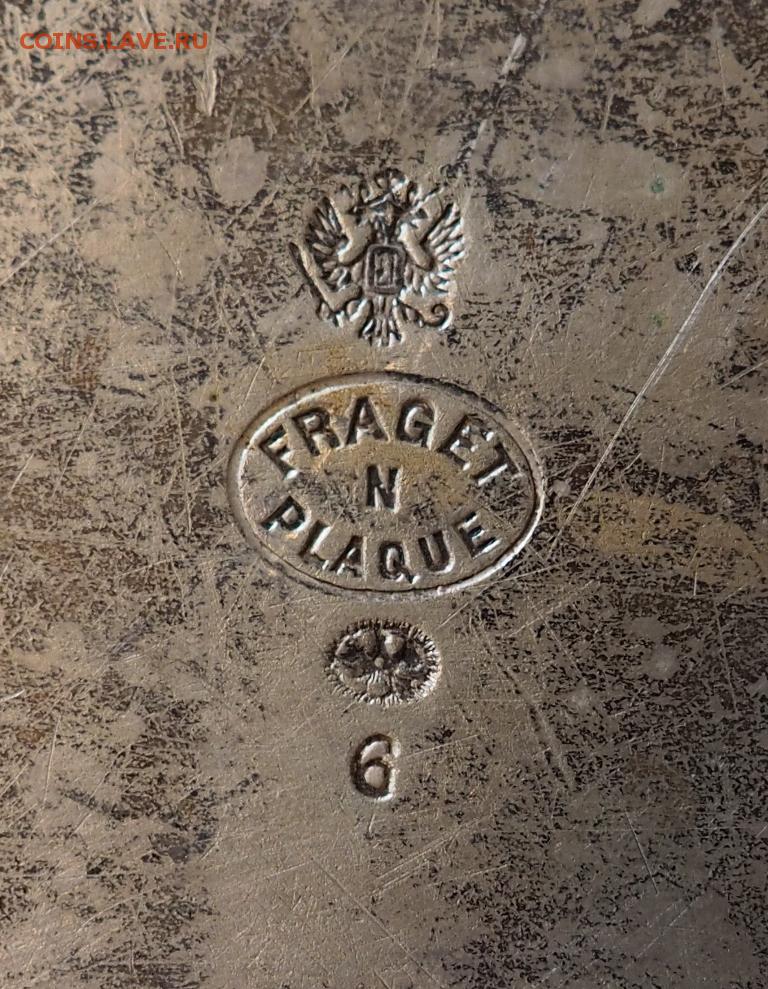 COINS.LAVE.RU
FRAGET
N
PLAQUE
6